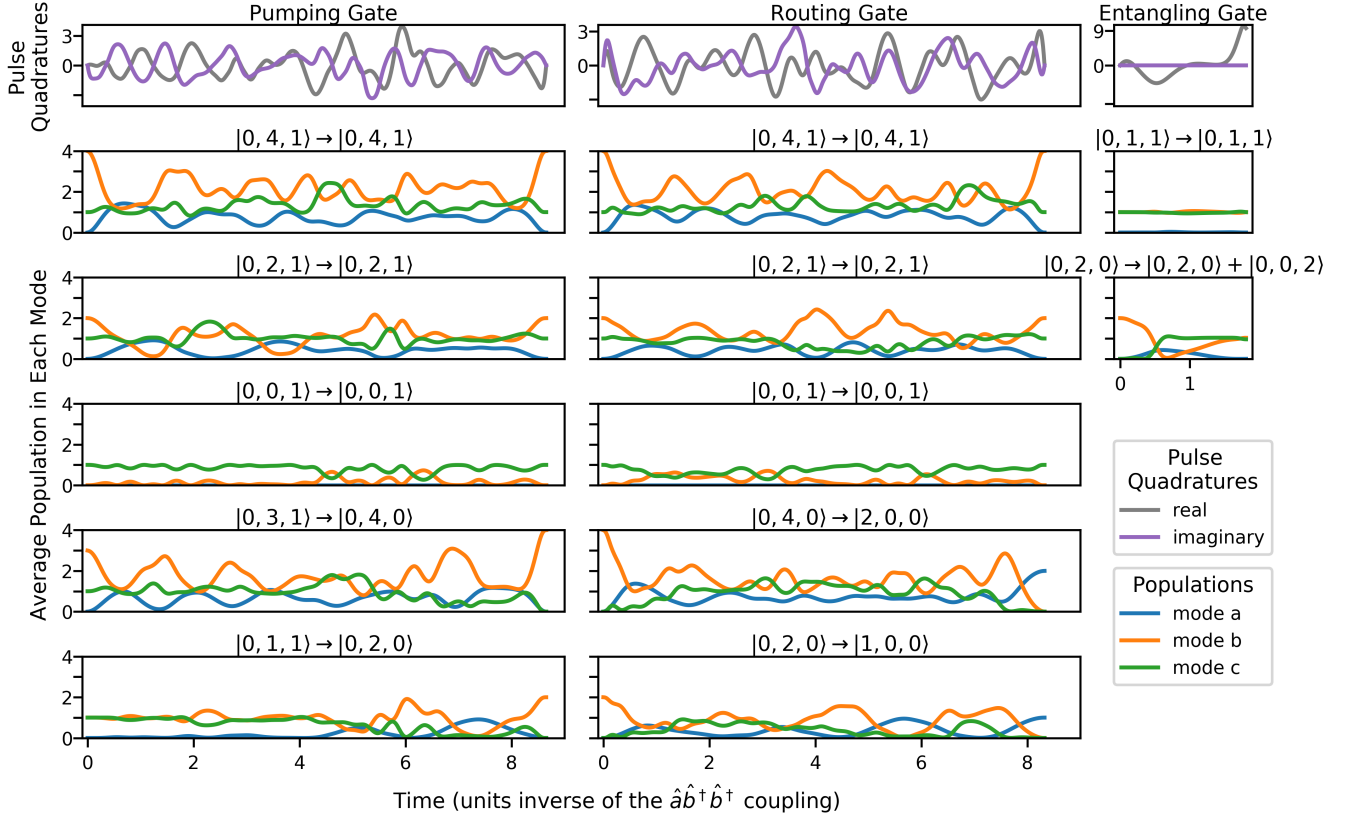 Pumping Gate
Routing Gate
Entangling Gate
Pulse
Quadratures
3
0
3
0
9
0
|0, 4, 1⟩ → |0, 4, 1⟩
|0, 4, 1⟩ → |0, 4, 1⟩
|0, 1, 1⟩ → |0, 1, 1⟩
4
2
0
|0, 2, 1⟩ → |0, 2, 1⟩
|0, 2, 1⟩ → |0, 2, 1⟩
|0, 2, 0⟩ → |0, 2, 0⟩ + |0, 0, 2⟩
4
2
0
0
1
Average Population in Each Mode
|0, 0, 1⟩ → |0, 0, 1⟩
|0, 0, 1⟩ → |0, 0, 1⟩
4
2
0
|0, 3, 1⟩ → |0, 4, 0⟩
|0, 4, 0⟩ → |2, 0, 0⟩
4
2
0
|0, 1, 1⟩ → |0, 2, 0⟩
|0, 2, 0⟩ → |1, 0, 0⟩
4
2
0
0
2
4
6
8
0
2
4
6
8
Time (units inverse of the âb̂†b̂† coupling)
Pulse
Quadratures
real
imaginary
Populations
mode a
mode b
mode c